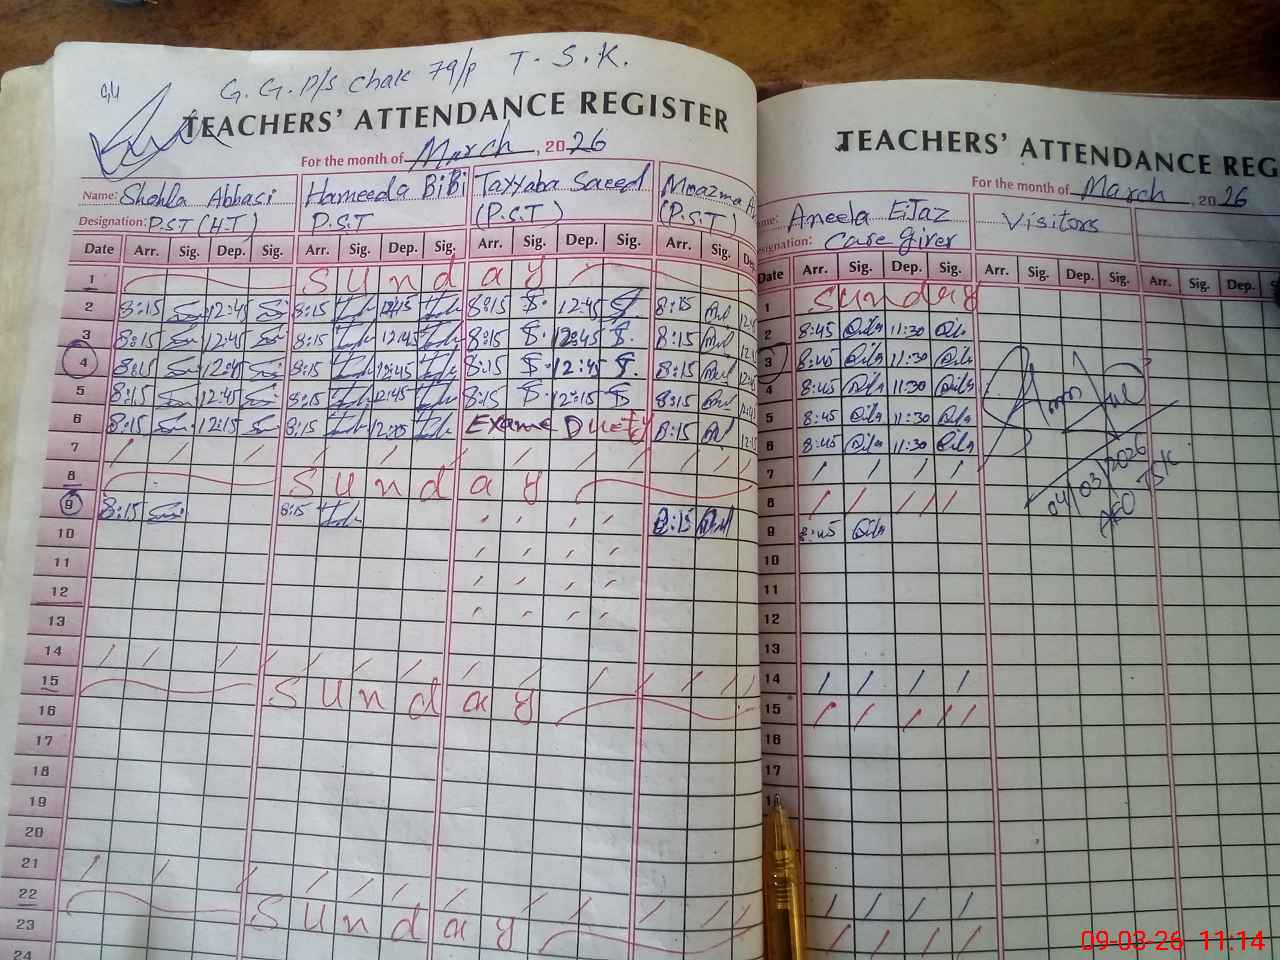 G.G.P/S Chak 79/P T.S.K.
TEACHERS' ATTENDANCE REGISTER
For the month of March, 2026
Name: Shahla Abbasi Hameeda BiBi Tayyaba Saeed Moazma
Designation: P.S.T (H.T) P.S.T (P.S.T) (P.S.T)
Date Arr. Sig. Dep. Sig. Arr. Sig. Dep. Sig. Arr. Sig. Dep. Sig. Arr. Sig. Dep
1 Sunday
2 8:15 12:45 8:15 12:45 8:15 12:45 8:15
3 8:15 12:45 8:15 12:45 8:15 12:45 8:15
4 8:15 12:45 8:15 12:45 8:15 12:45 8:15
5 8:15 12:45 8:15 12:45 8:15 12:15 8:15
6 8:15 12:15 8:15 Exame Duety 8:15
7
8 Sunday
9 8:15 8:15 8:15
10
11
12
13
14
15 Sunday
16
17
18
19
20
21
22 Sunday
23
24
TEACHERS' ATTENDANCE REG
For the month of March, 2026
ame: Aneela EiJaz Visitors
esignation: Care Giver
Date Arr. Sig. Dep. Sig. Arr. Sig. Dep. Sig. Arr. Sig. Dep.
1 Sunday
2 8:45 11:30
3 8:45 11:30
4 8:45 11:30
5 8:45 11:30
6 8:45 11:30
7
8
9 8:45
10
11
12
13
14
15
16
17
04/03/2026
AEO TSK
09-03-26 11:14